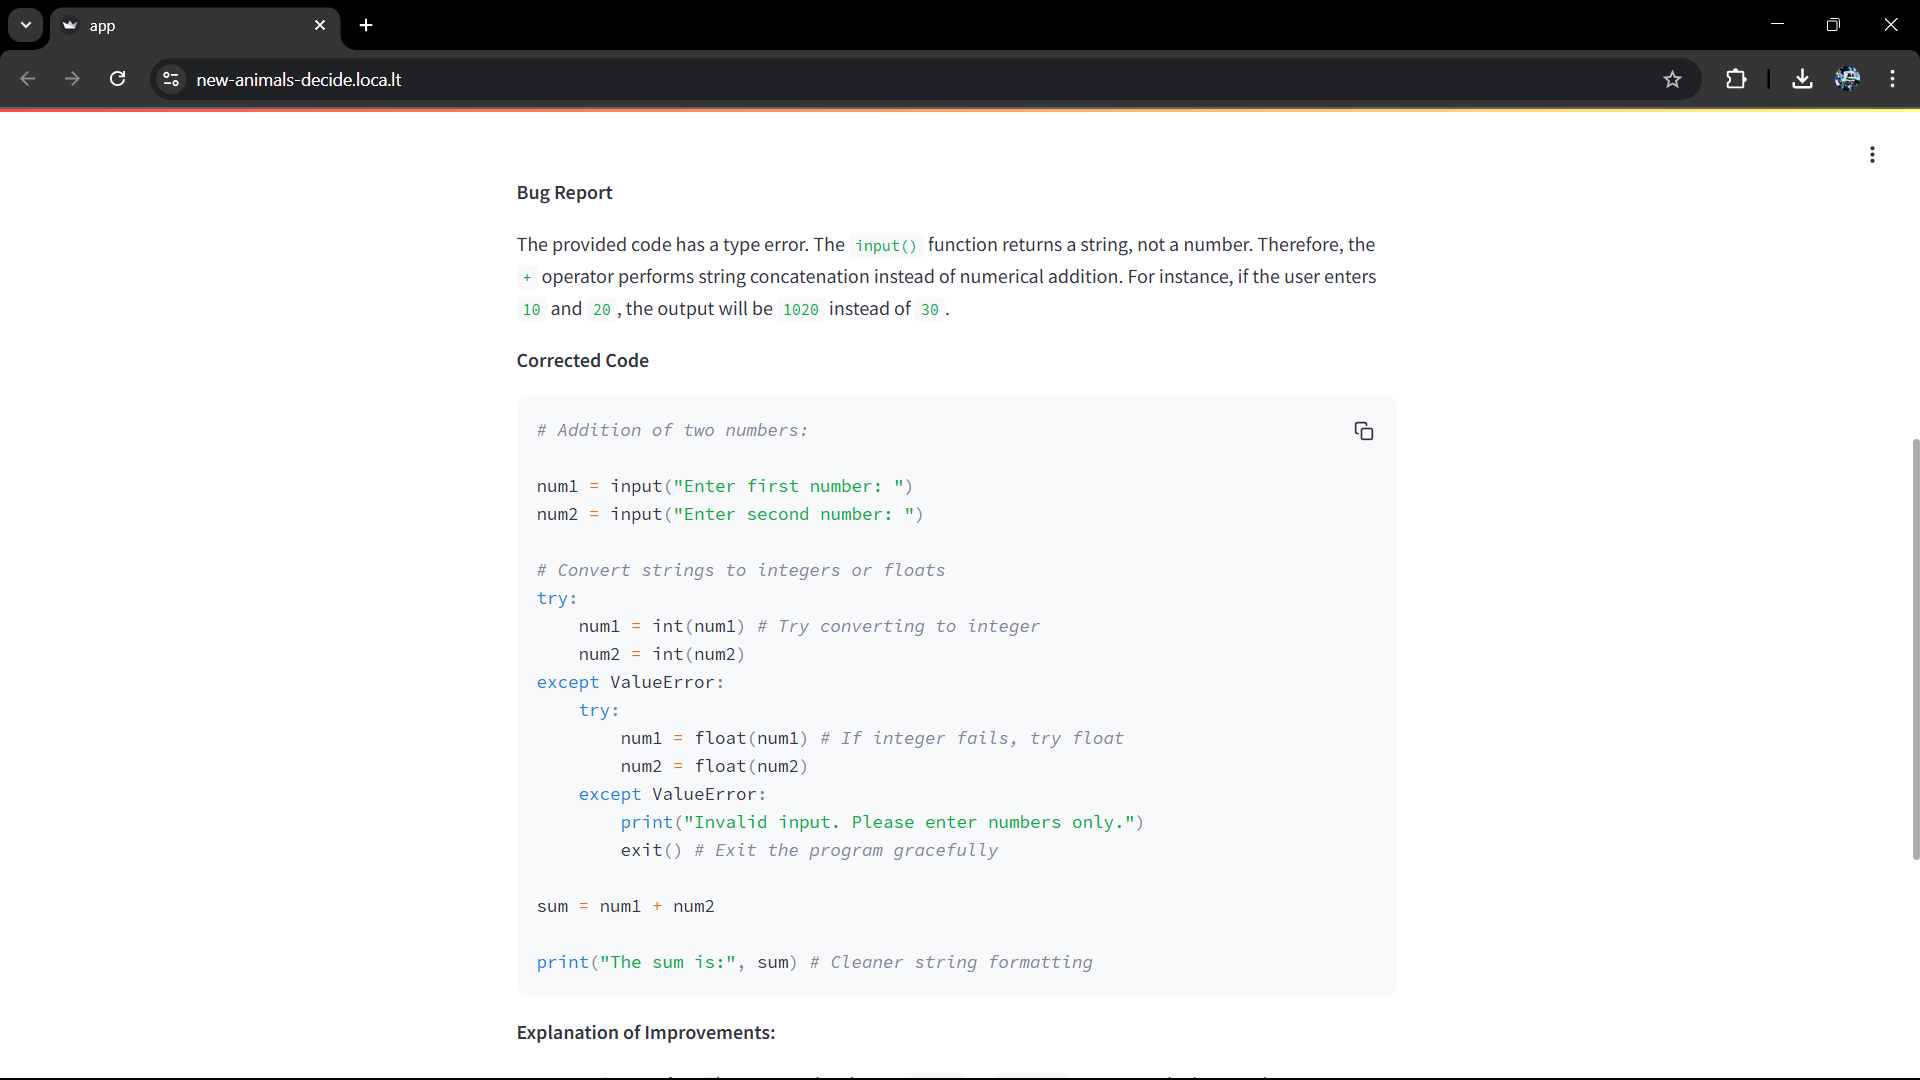 app
new-animals-decide.loca.lt
Bug Report
The provided code has a type error. The input() function returns a string, not a number. Therefore, the
+ operator performs string concatenation instead of numerical addition. For instance, if the user enters
10 and 20 , the output will be 1020 instead of 30 .
Corrected Code
# Addition of two numbers:
num1 = input("Enter first number: ")
num2 = input("Enter second number: ")
# Convert strings to integers or floats
try:
    num1 = int(num1) # Try converting to integer
    num2 = int(num2)
except ValueError:
    try:
        num1 = float(num1) # If integer fails, try float
        num2 = float(num2)
    except ValueError:
        print("Invalid input. Please enter numbers only.")
        exit() # Exit the program gracefully
sum = num1 + num2
print("The sum is:", sum) # Cleaner string formatting
Explanation of Improvements: